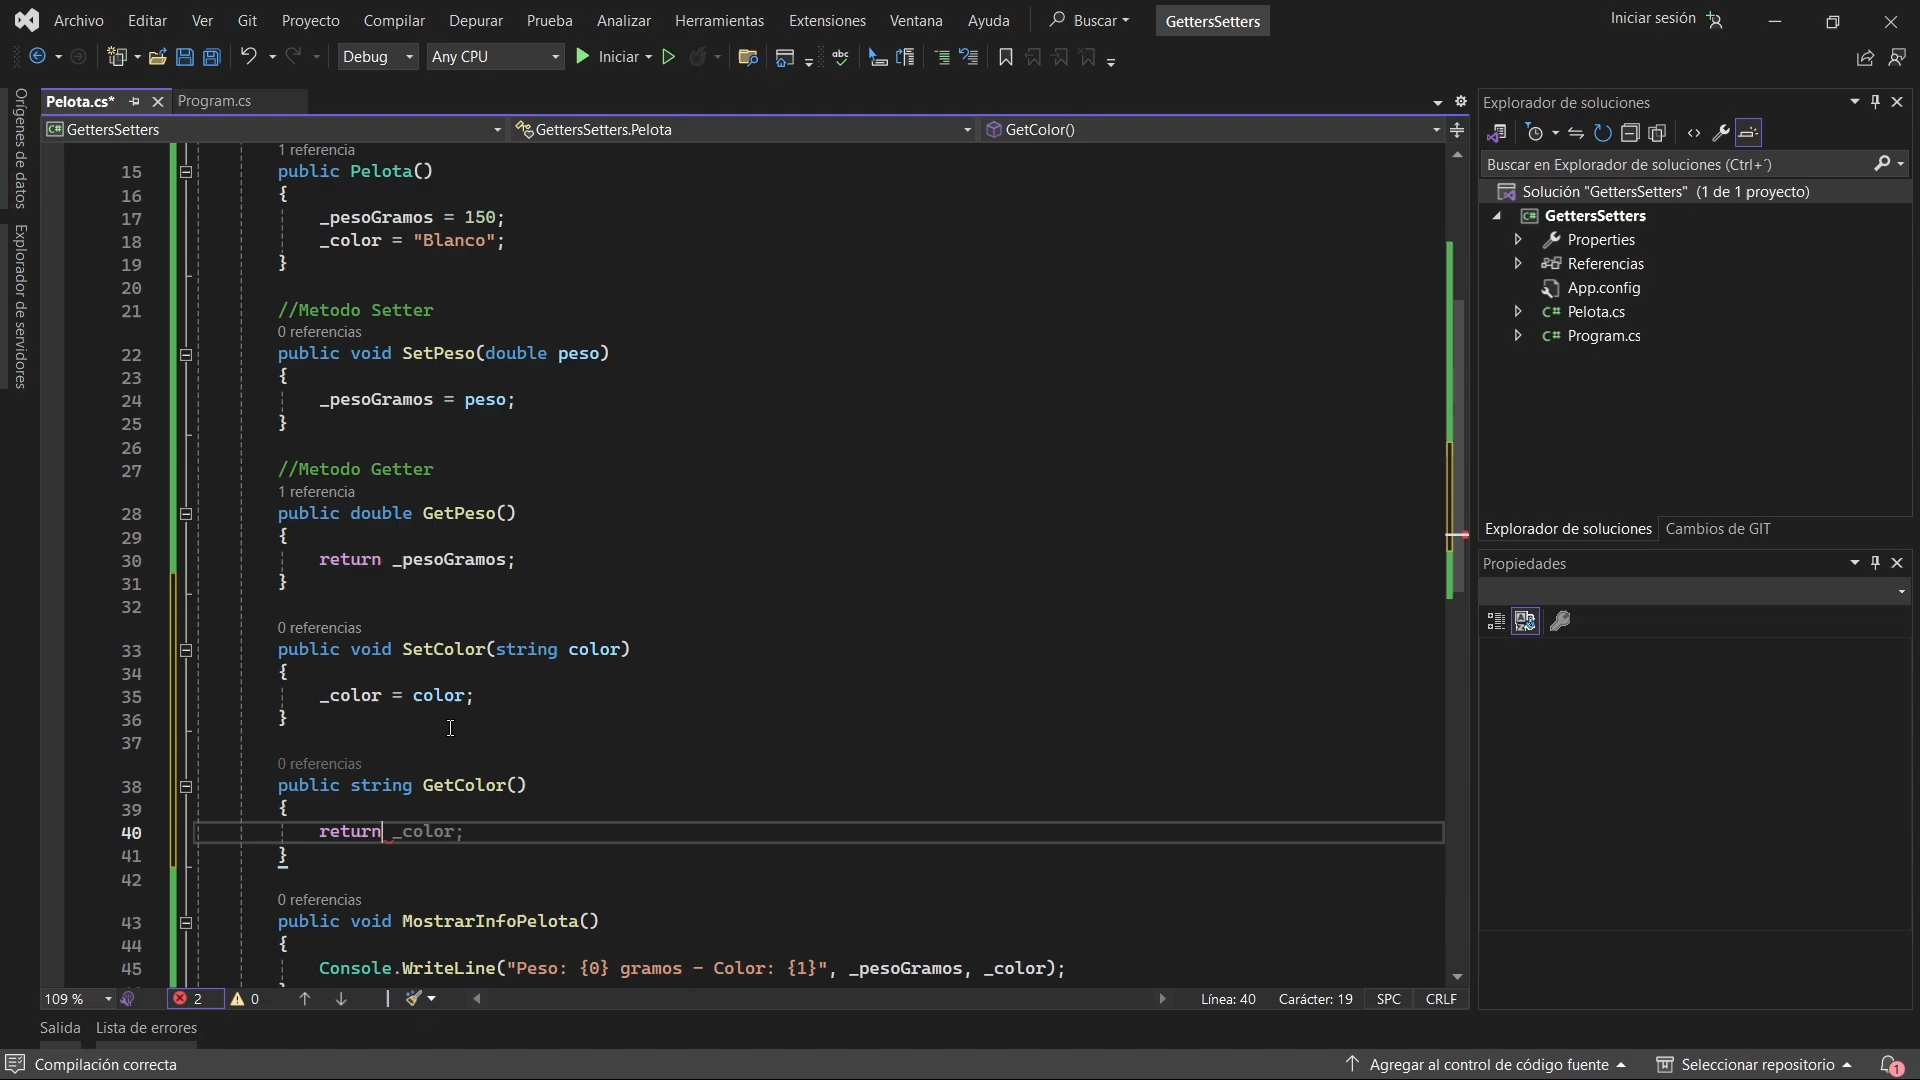 Archivo Editar Ver Git Proyecto Compilar Depurar Prueba Analizar Herramientas Extensiones Ventana Ayuda Buscar GettersSetters Iniciar sesión
Debug Any CPU Iniciar abc
Orígenes de datos
Explorador de servidores
Pelota.cs* Program.cs
C# GettersSetters GettersSetters.Pelota GetColor()
1 referencia
15 public Pelota()
16 {
17 _pesoGramos = 150;
18 _color = "Blanco";
19 }
20
21 //Metodo Setter
0 referencias
22 public void SetPeso(double peso)
23 {
24 _pesoGramos = peso;
25 }
26
27 //Metodo Getter
1 referencia
28 public double GetPeso()
29 {
30 return _pesoGramos;
31 }
32
0 referencias
33 public void SetColor(string color)
34 {
35 _color = color;
36 }
37
0 referencias
38 public string GetColor()
39 {
40 return _color;
41 }
42
0 referencias
43 public void MostrarInfoPelota()
44 {
45 Console.WriteLine("Peso: {0} gramos - Color: {1}", _pesoGramos, _color);
109 % 2 0 Línea: 40 Carácter: 19 SPC CRLF
Salida Lista de errores
Compilación correcta Agregar al control de código fuente Seleccionar repositorio 1
Explorador de soluciones
Buscar en Explorador de soluciones (Ctrl+´)
Solución "GettersSetters" (1 de 1 proyecto)
C# GettersSetters
Properties
Referencias
App.config
C# Pelota.cs
C# Program.cs
Explorador de soluciones Cambios de GIT
Propiedades